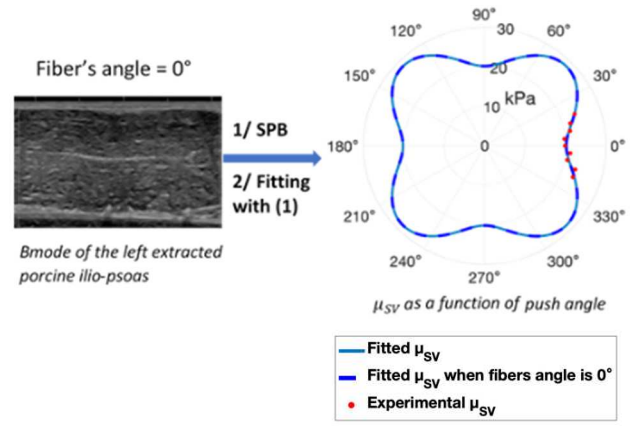 Fiber's angle = 0°
1/ SPB
2/ Fitting
with (1)
Bmode of the left extracted
porcine ilio-psoas
90°
120°
30
60°
150°
20
30°
10 kPa
180°
0
0°
210°
330°
240°
300°
270°
μSV as a function of push angle
Fitted μSV
Fitted μSV when fibers angle is 0°
Experimental μSV